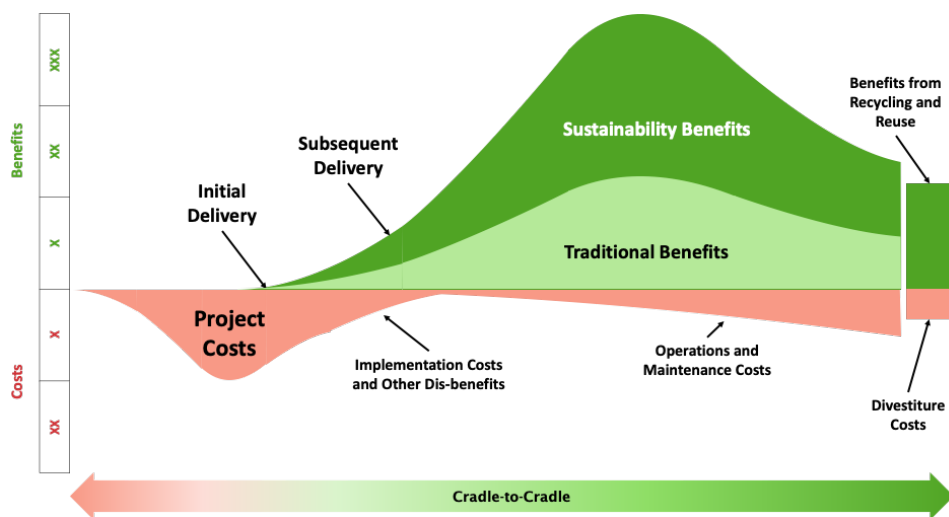 XXX
XX
X
Benefits
X
XX
Costs
Initial
Delivery
Subsequent
Delivery
Sustainability Benefits
Traditional Benefits
Benefits from
Recycling and
Reuse
Project
Costs
Implementation Costs
and Other Dis-benefits
Operations and
Maintenance Costs
Divestiture
Costs
Cradle-to-Cradle